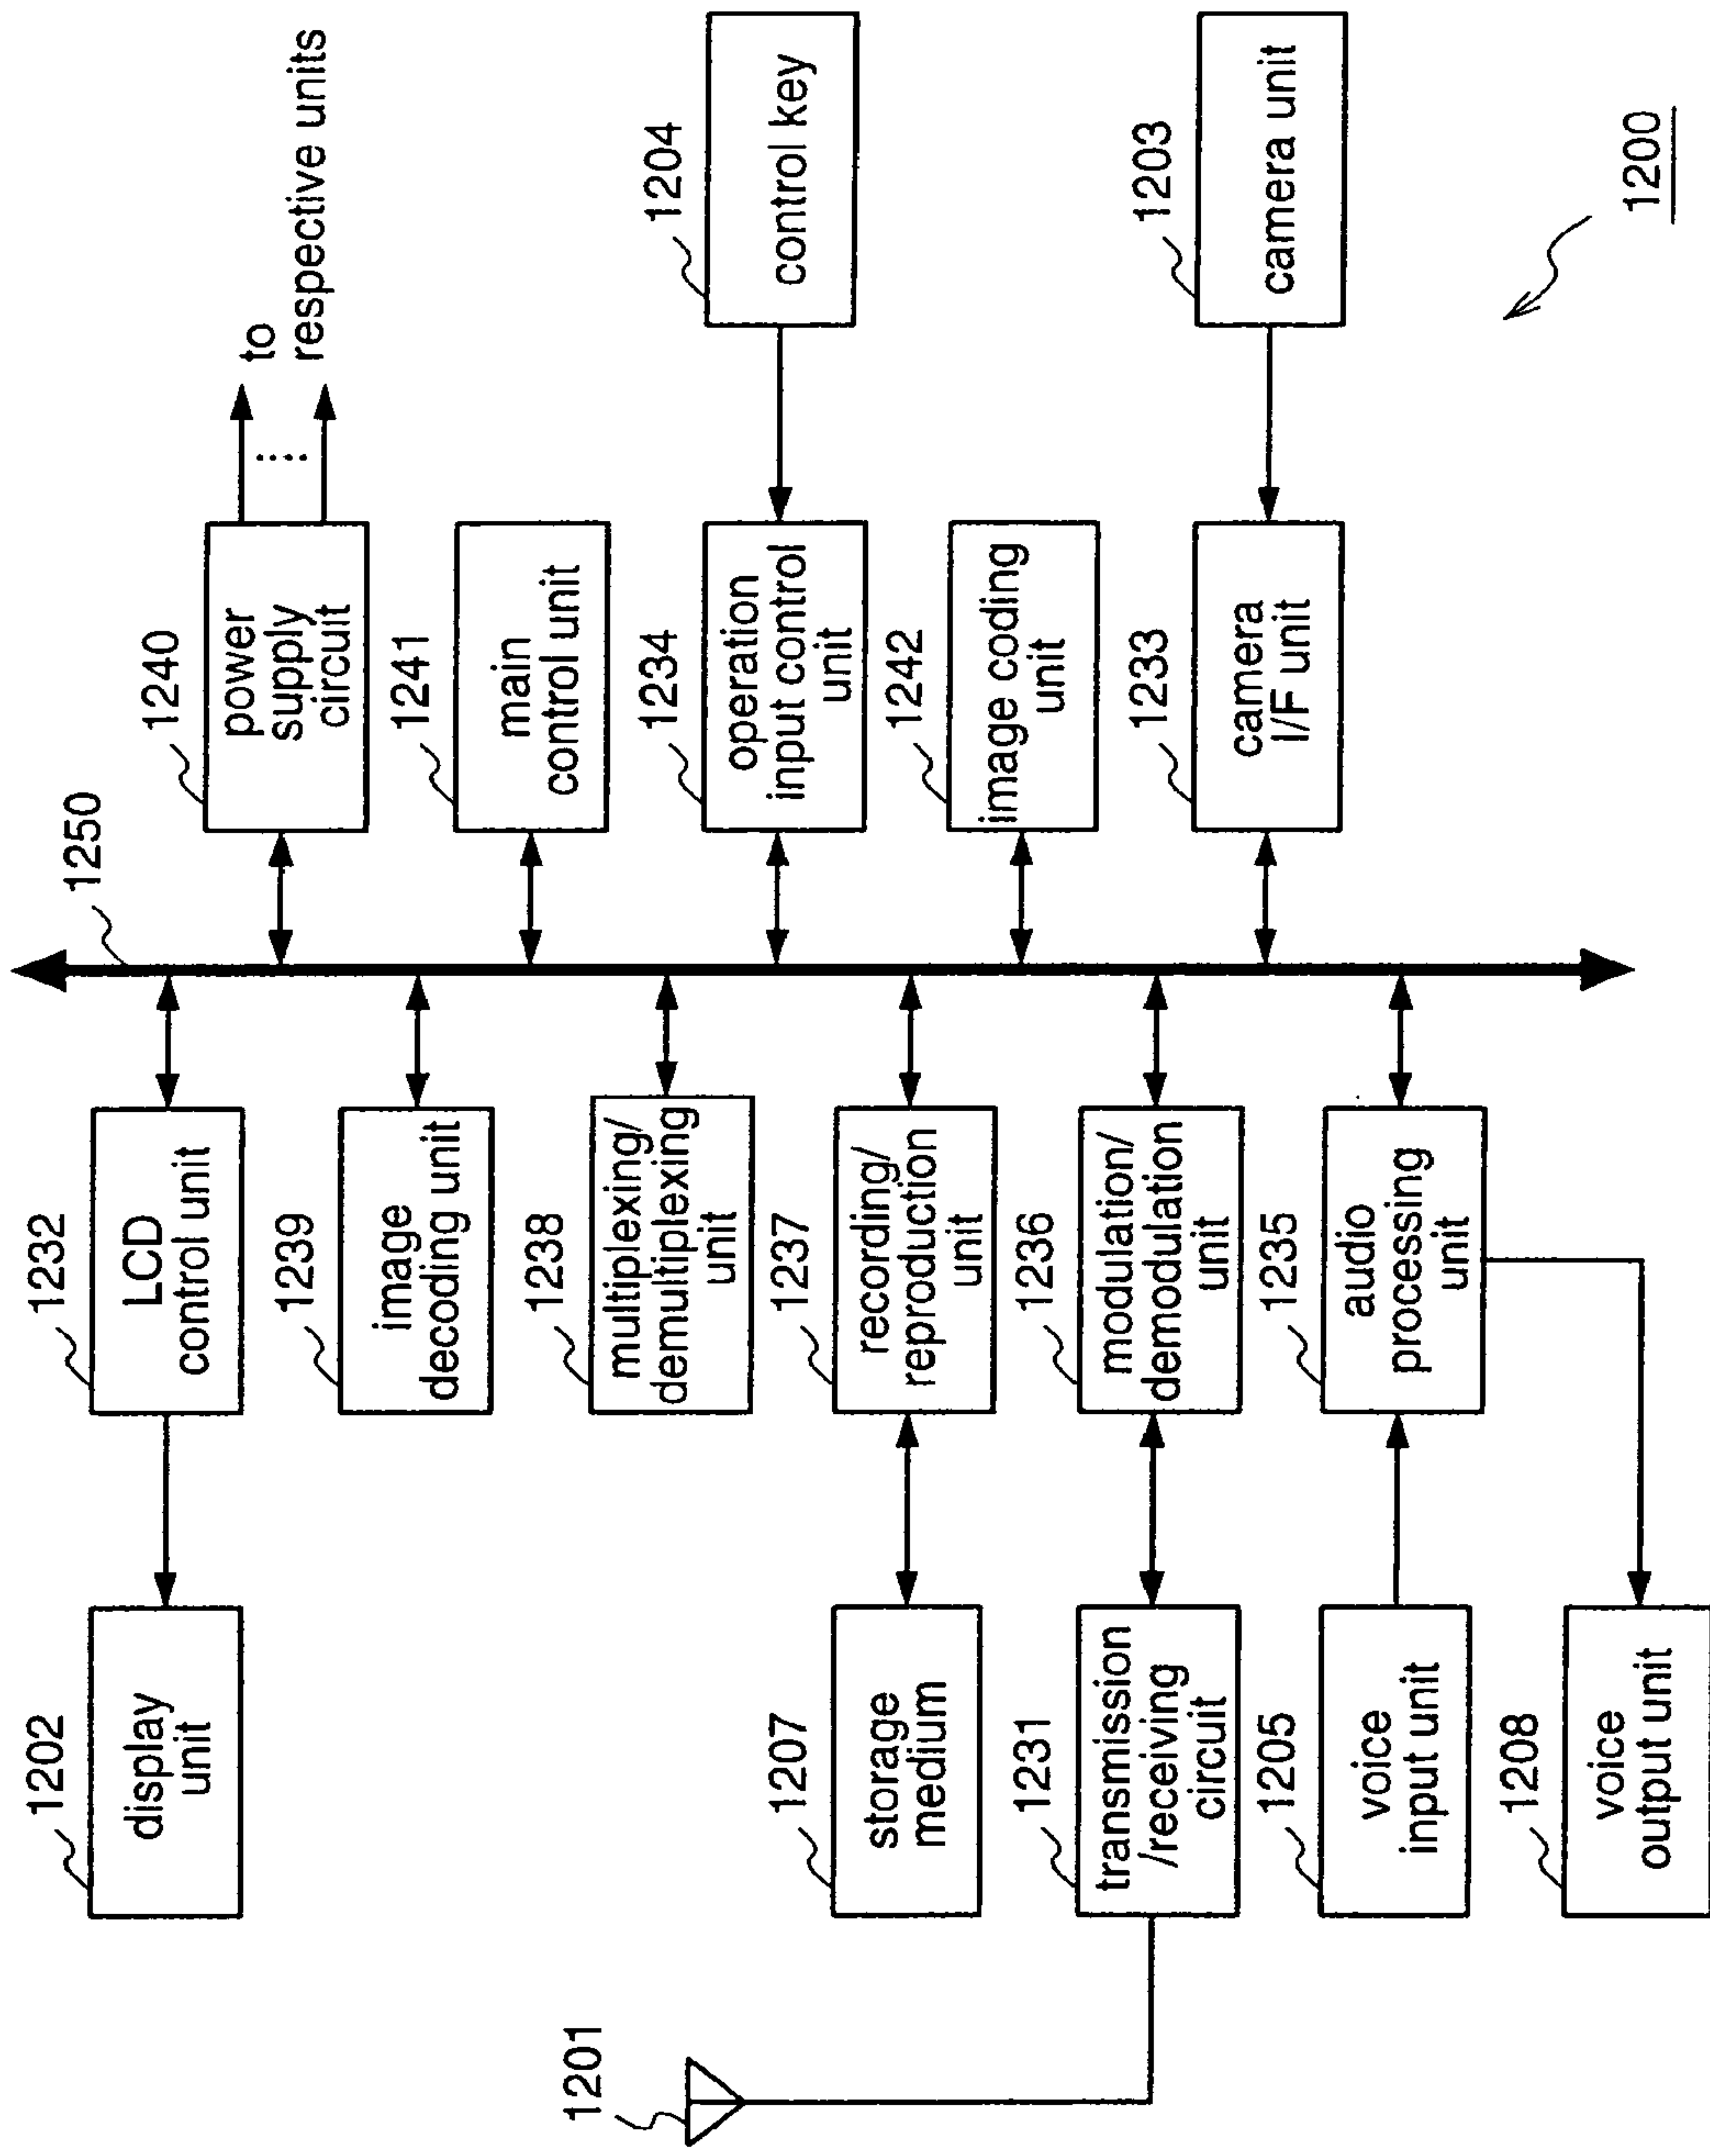 1250
1202
display
unit
1232
LCD
control unit
1240
power
supply
circuit
to
respective units
1239
image
decoding unit
1241
main
control unit
1238
multiplexing/
demultiplexing
unit
1234
operation
input control
unit
1204
control key
1207
storage
medium
1237
recording/
reproduction
unit
1242
image coding
unit
1201
1231
transmission
/receiving
circuit
1236
modulation/
demodulation
unit
1233
camera
I/F unit
1203
camera unit
1205
voice
input unit
1235
audio
processing
unit
1208
voice
output unit
1200